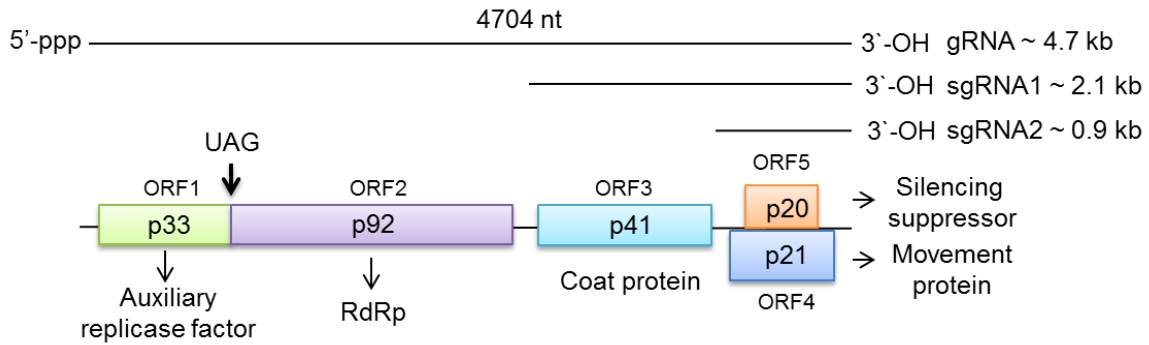 4704 nt
5’-ppp 3`-OH gRNA ~ 4.7 kb
3`-OH sgRNA1 ~ 2.1 kb
3`-OH sgRNA2 ~ 0.9 kb
UAG
ORF1 ORF2 ORF3 ORF5
p33 p92 p41 p20
Silencing
suppressor
p21
Movement
protein
ORF4
Coat protein
Auxiliary
replicase factor
RdRp